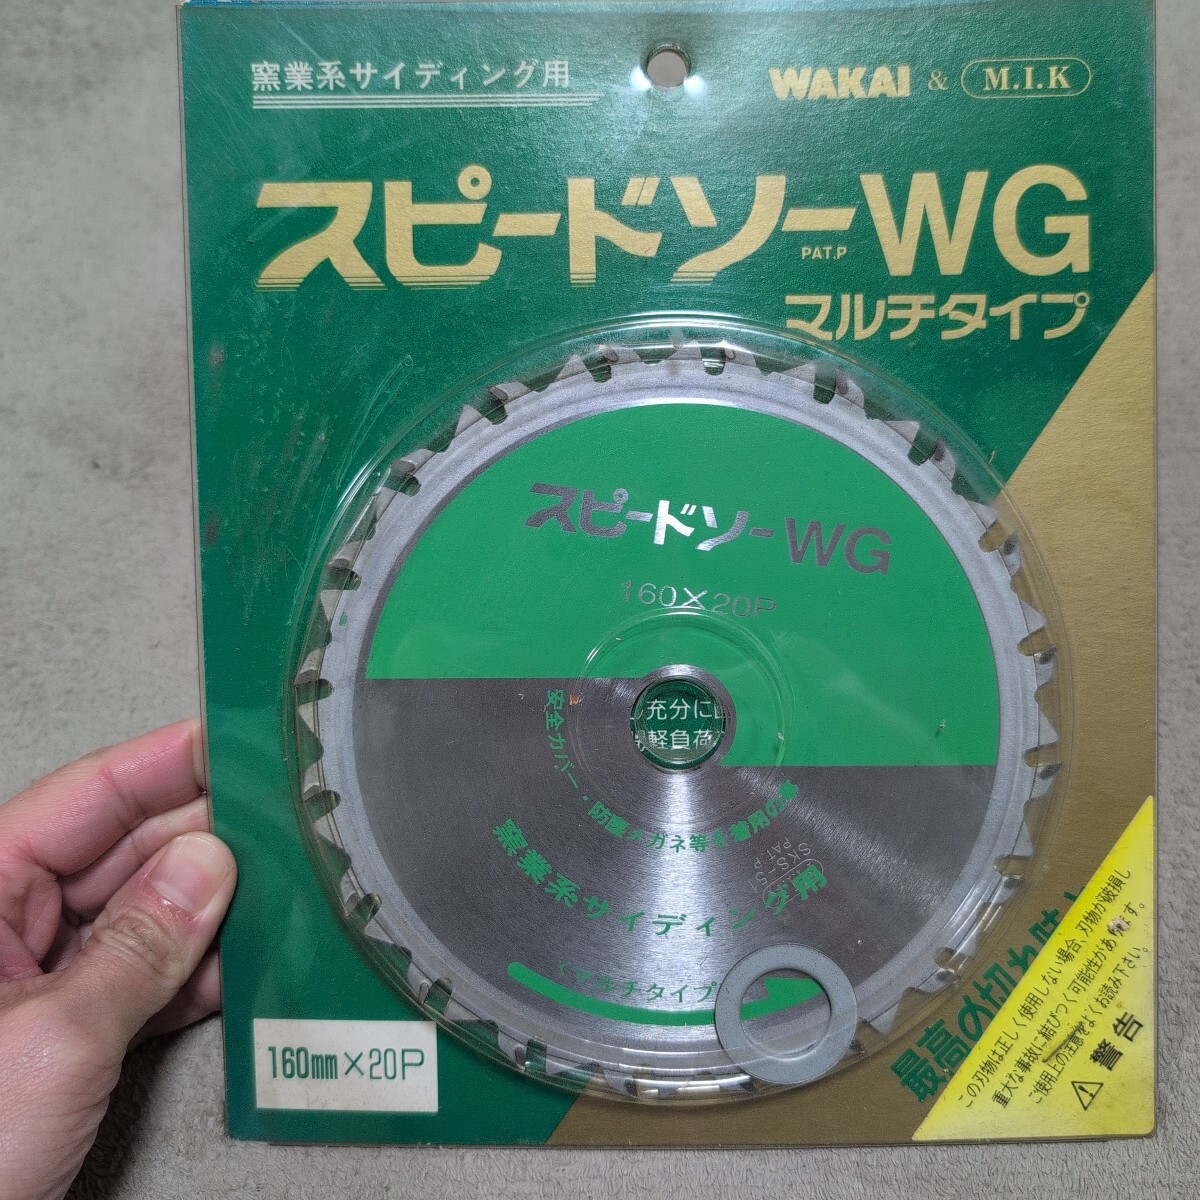 窯業系サイディング用
WAKAI & M.I.K
スピードソーWG
PAT.P
マルチタイプ
スピードソーWG
160×20P
充分に
軽負荷
安全カバー・防塵メガネ等を着用の事
SKS-51
PAT.P
窯業系サイディング用
〈マルチタイプ
160mm×20P
最高の切れ味
この刃物は正しく使用しない場合、刃物が破損し
重大な事故に結びつく可能性があります。
ご使用上の注意をよくお読み下さい。
⚠警告